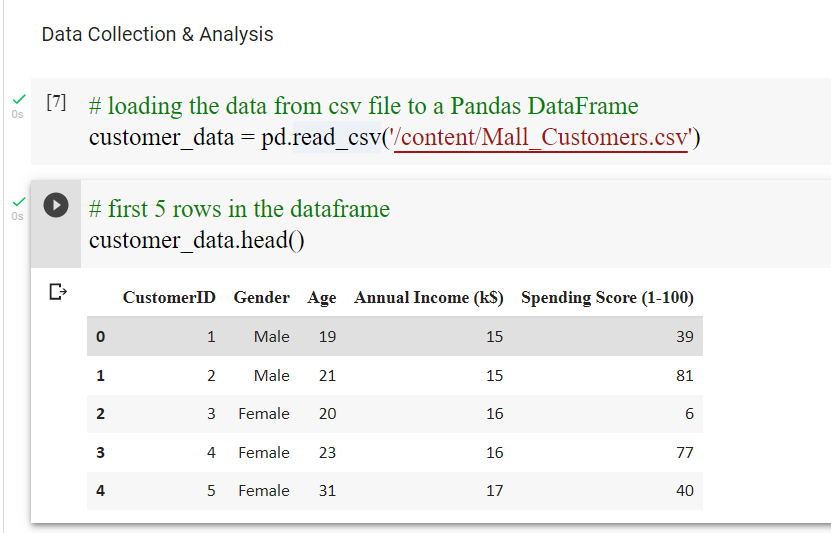 Data Collection & Analysis
0s
[7]
# loading the data from csv file to a Pandas DataFrame
customer_data = pd.read_csv('/content/Mall_Customers.csv')
0s
# first 5 rows in the dataframe
customer_data.head()
CustomerID Gender Age Annual Income (k$) Spending Score (1-100)
0 1 Male 19 15 39
1 2 Male 21 15 81
2 3 Female 20 16 6
3 4 Female 23 16 77
4 5 Female 31 17 40